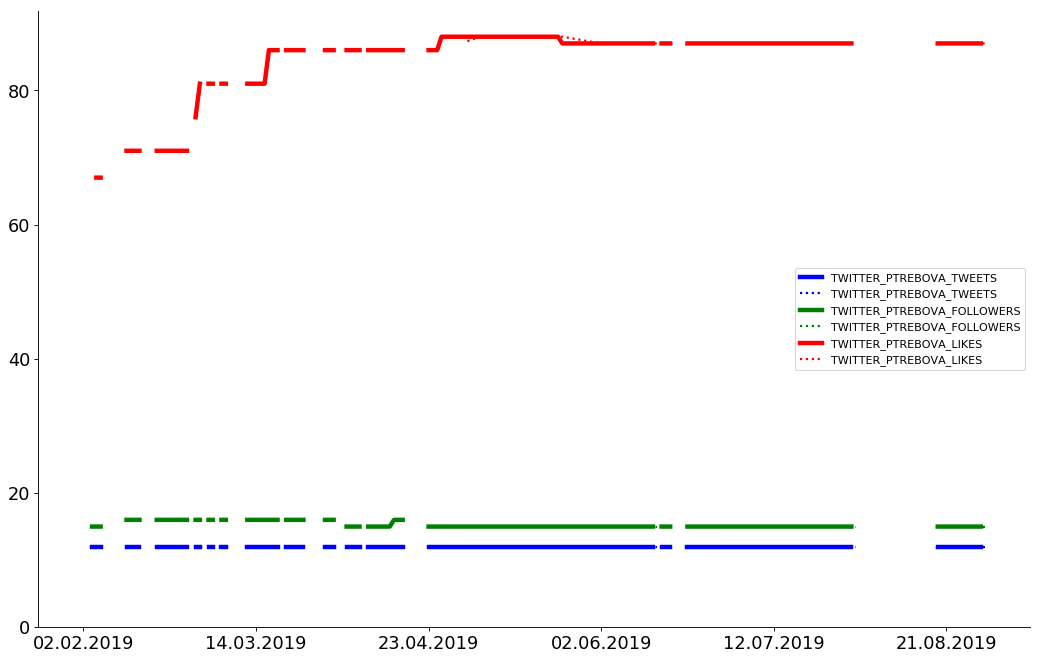 80
60
40
20
0
TWITTER_PTREBOVA_TWEETS
TWITTER_PTREBOVA_TWEETS
TWITTER_PTREBOVA_FOLLOWERS
TWITTER_PTREBOVA_FOLLOWERS
TWITTER_PTREBOVA_LIKES
TWITTER_PTREBOVA_LIKES
02.02.2019 14.03.2019 23.04.2019 02.06.2019 12.07.2019 21.08.2019